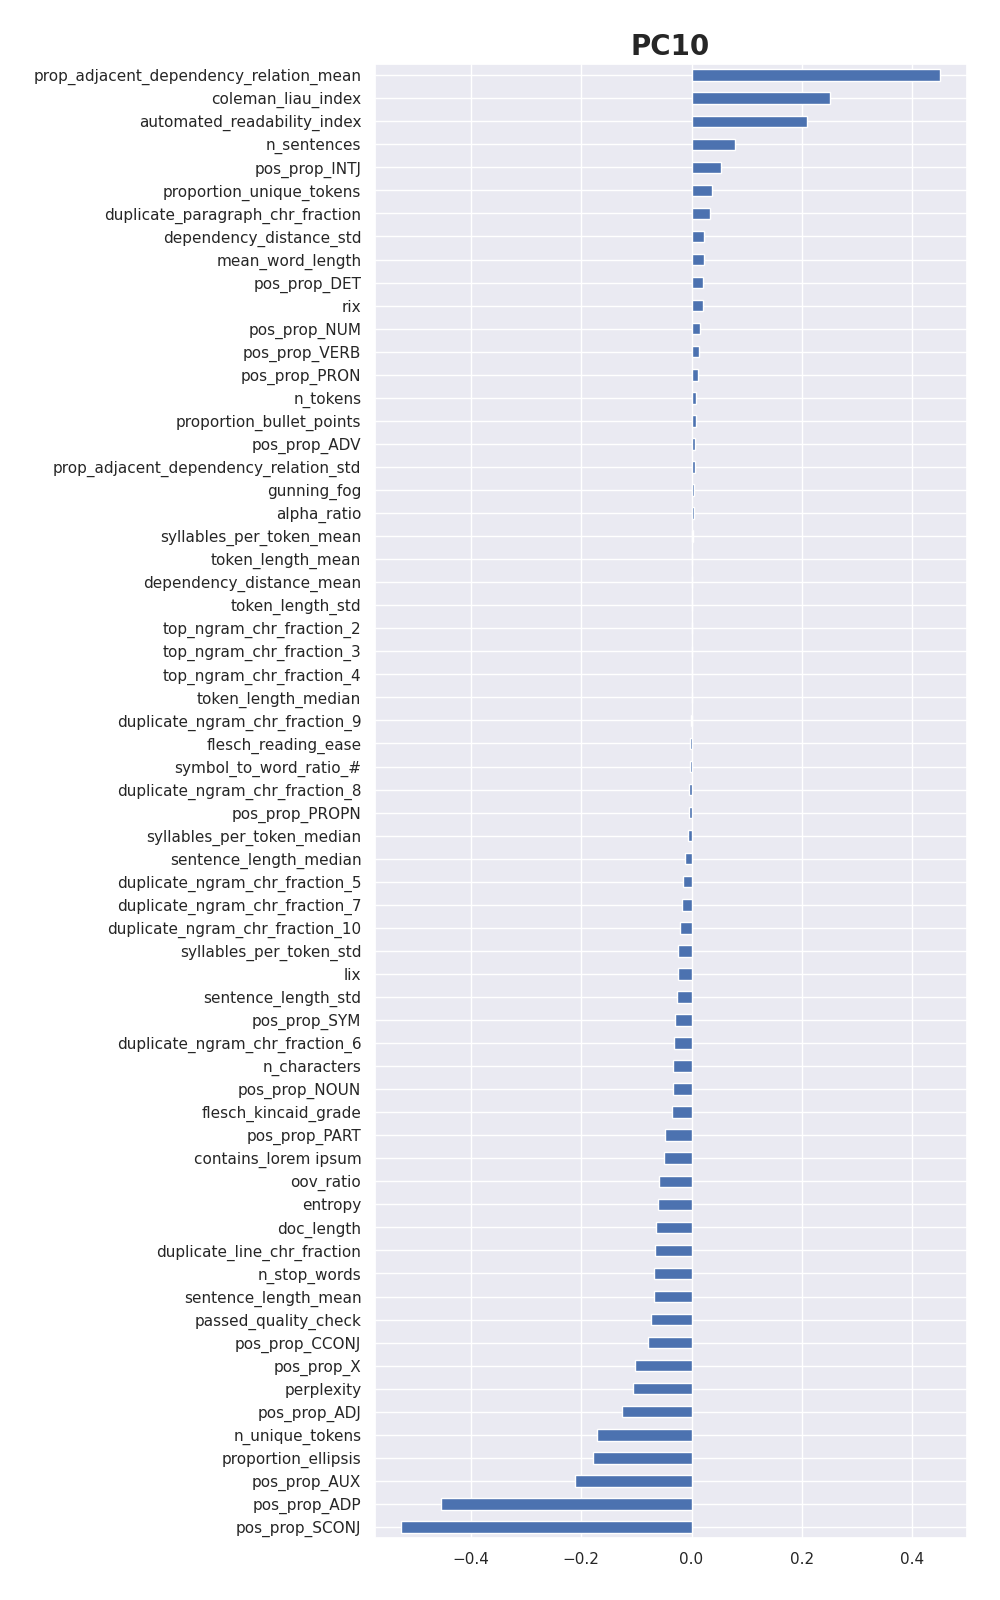 PC10
prop_adjacent_dependency_relation_mean
coleman_liau_index
automated_readability_index
n_sentences
pos_prop_INTJ
proportion_unique_tokens
duplicate_paragraph_chr_fraction
dependency_distance_std
mean_word_length
pos_prop_DET
rix
pos_prop_NUM
pos_prop_VERB
pos_prop_PRON
n_tokens
proportion_bullet_points
pos_prop_ADV
prop_adjacent_dependency_relation_std
gunning_fog
alpha_ratio
syllables_per_token_mean
token_length_mean
dependency_distance_mean
token_length_std
top_ngram_chr_fraction_2
top_ngram_chr_fraction_3
top_ngram_chr_fraction_4
token_length_median
duplicate_ngram_chr_fraction_9
flesch_reading_ease
symbol_to_word_ratio_#
duplicate_ngram_chr_fraction_8
pos_prop_PROPN
syllables_per_token_median
sentence_length_median
duplicate_ngram_chr_fraction_5
duplicate_ngram_chr_fraction_7
duplicate_ngram_chr_fraction_10
syllables_per_token_std
lix
sentence_length_std
pos_prop_SYM
duplicate_ngram_chr_fraction_6
n_characters
pos_prop_NOUN
flesch_kincaid_grade
pos_prop_PART
contains_lorem ipsum
oov_ratio
entropy
doc_length
duplicate_line_chr_fraction
n_stop_words
sentence_length_mean
passed_quality_check
pos_prop_CCONJ
pos_prop_X
perplexity
pos_prop_ADJ
n_unique_tokens
proportion_ellipsis
pos_prop_AUX
pos_prop_ADP
pos_prop_SCONJ
−0.4 −0.2 0.0 0.2 0.4